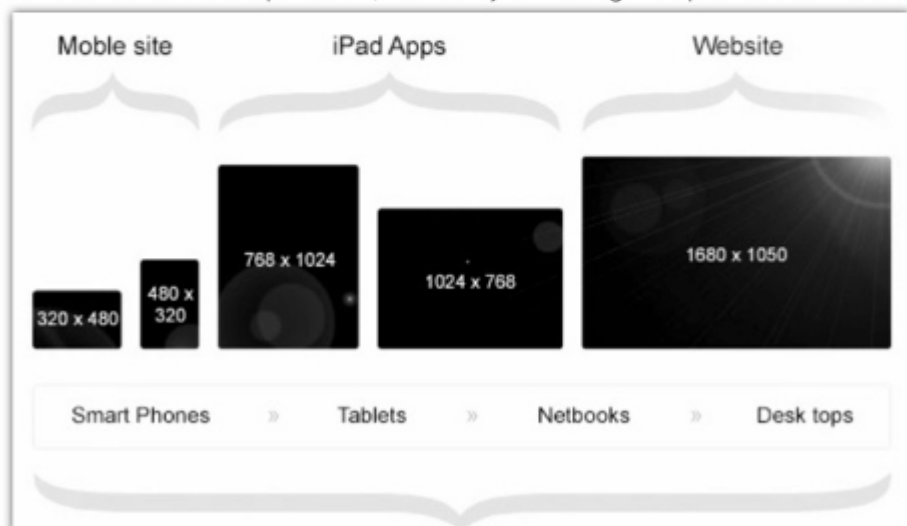 Moble site
iPad Apps
Website
768 x 1024
1024 x 768
1680 x 1050
480 x
320
320 x 480
Smart Phones » Tablets » Netbooks » Desk tops